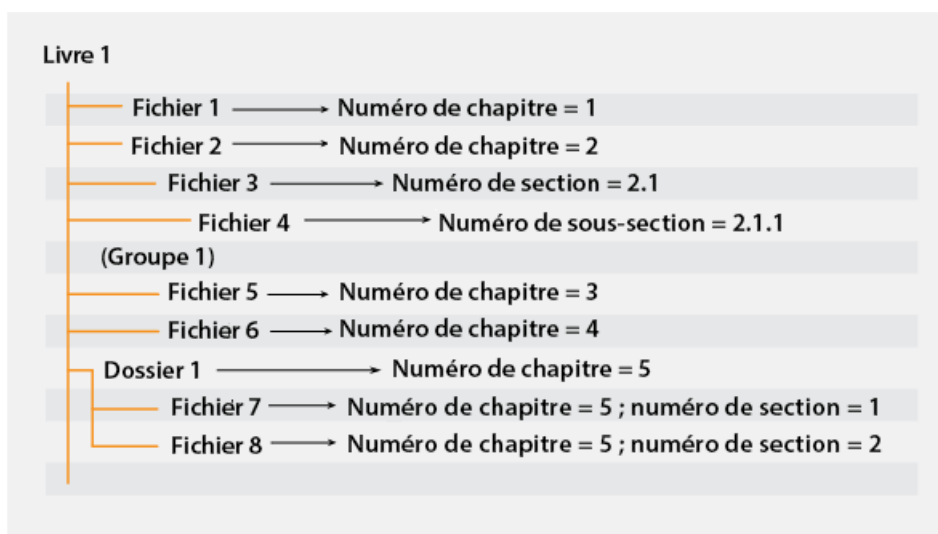 Livre 1
Fichier 1 Numéro de chapitre = 1
Fichier 2 Numéro de chapitre = 2
Fichier 3 Numéro de section = 2.1
Fichier 4 Numéro de sous-section = 2.1.1
(Groupe 1)
Fichier 5 Numéro de chapitre = 3
Fichier 6 Numéro de chapitre = 4
Dossier 1 Numéro de chapitre = 5
Fichier 7 Numéro de chapitre = 5 ; numéro de section = 1
Fichier 8 Numéro de chapitre = 5 ; numéro de section = 2